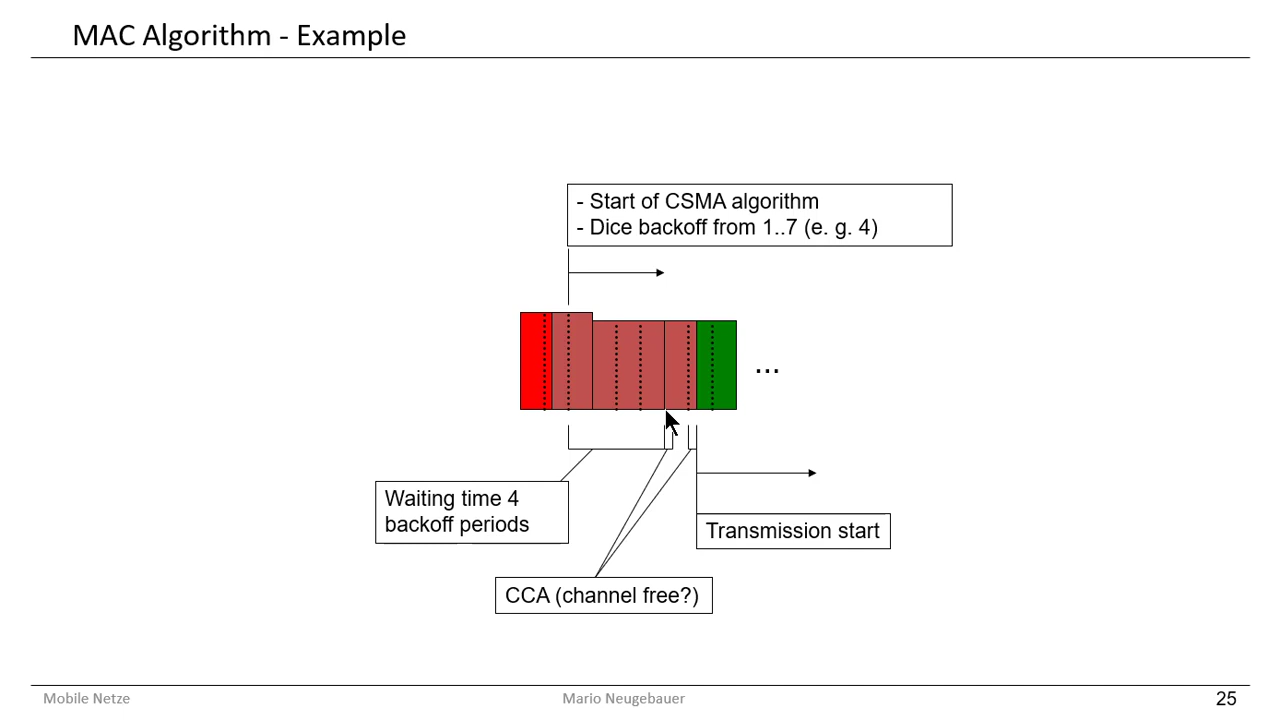 MAC Algorithm - Example
- Start of CSMA algorithm
- Dice backoff from 1..7 (e. g. 4)
...
Waiting time 4
backoff periods
Transmission start
CCA (channel free?)
Mobile Netze
Mario Neugebauer
25